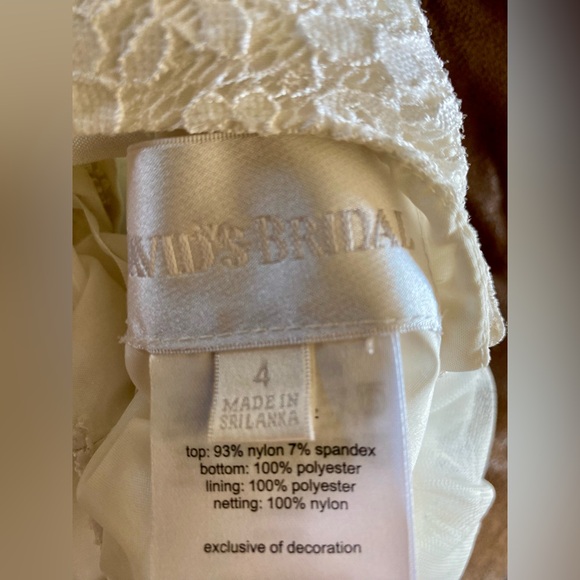 AVID'S BRIDAL
4
MADE IN
SRI LANKA
top: 93% nylon 7% spandex
bottom: 100% polyester
lining: 100% polyester
netting: 100% nylon
exclusive of decoration